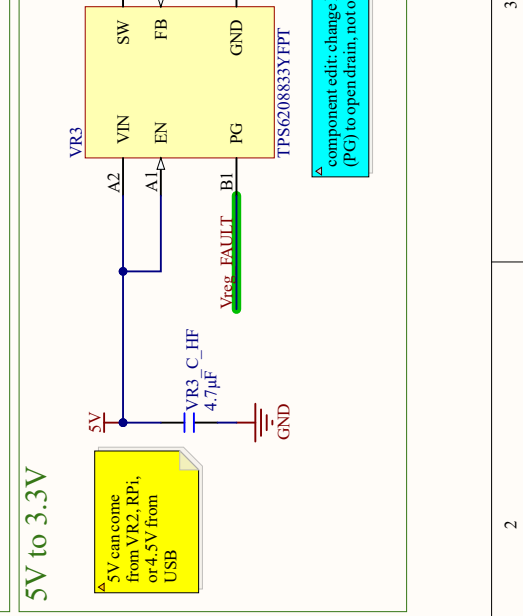 5V to 3.3V
5V can come
from VR2, RPi,
or 4.5V from
USB
5V
VR3_C_HF
4.7µF
GND
Vreg_FAULT
VR3
A2
VIN
SW
A1
EN
FB
B1
PG
GND
TPS6208833YFPT
component edit: change
(PG) to open drain, not o
2
3